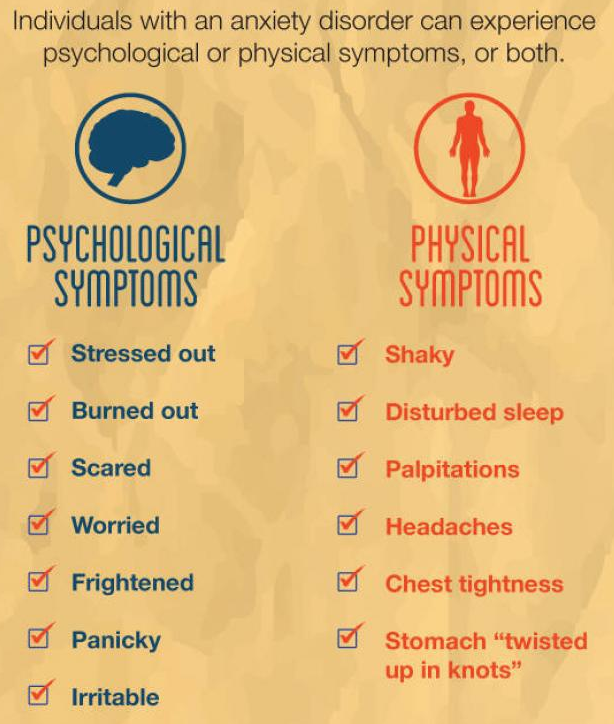 Individuals with an anxiety disorder can experience
psychological or physical symptoms, or both.
PSYCHOLOGICAL
SYMPTOMS
Stressed out
Burned out
Scared
Worried
Frightened
Panicky
Irritable
PHYSICAL
SYMPTOMS
Shaky
Disturbed sleep
Palpitations
Headaches
Chest tightness
Stomach “twisted
up in knots”